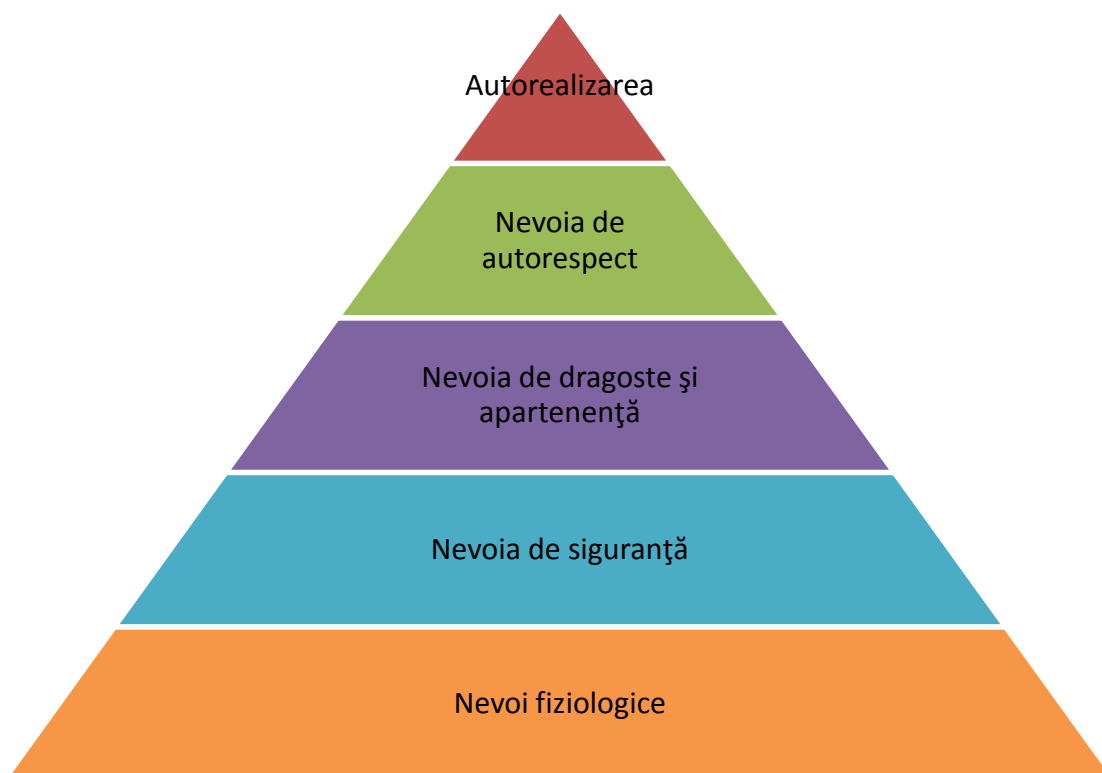 Autorealizarea
Nevoia de
autorespect
Nevoia de dragoste şi
apartenenţă
Nevoia de siguranţă
Nevoi fiziologice